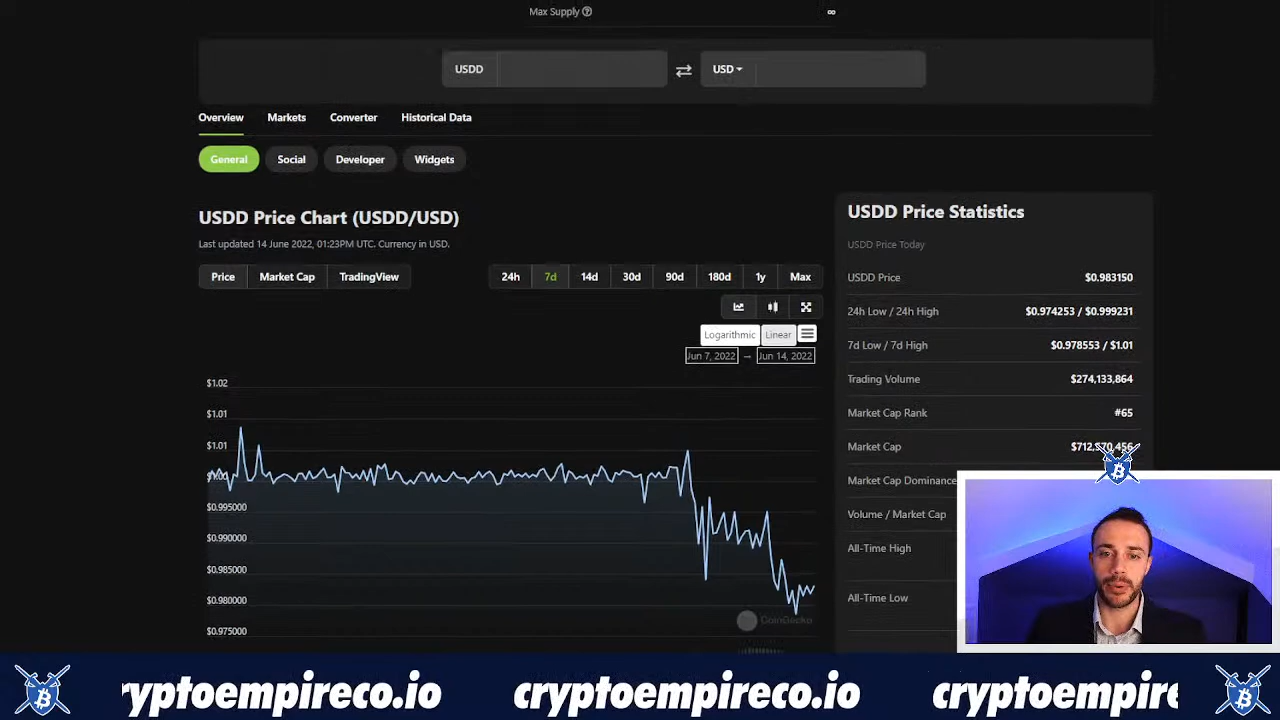 Max Supply
∞
USDD
USD
Overview Markets Converter Historical Data
General Social Developer Widgets
USDD Price Chart (USDD/USD)
Last updated 14 June 2022, 01:23PM UTC. Currency in USD.
Price Market Cap TradingView
24h 7d 14d 30d 90d 180d 1y Max
Logarithmic Linear
Jun 7, 2022 → Jun 14, 2022
$1.02
$1.01
$1.01
$1.00
$0.995000
$0.990000
$0.985000
$0.980000
$0.975000
CoinGecko
USDD Price Statistics
USDD Price Today
USDD Price $0.983150
24h Low / 24h High $0.974253 / $0.999231
7d Low / 7d High $0.978553 / $1.01
Trading Volume $274,133,864
Market Cap Rank #65
Market Cap
Market Cap Dominance
Volume / Market Cap
All-Time High
All-Time Low
ryptoempireco.io cryptoempireco.io cryptoempire